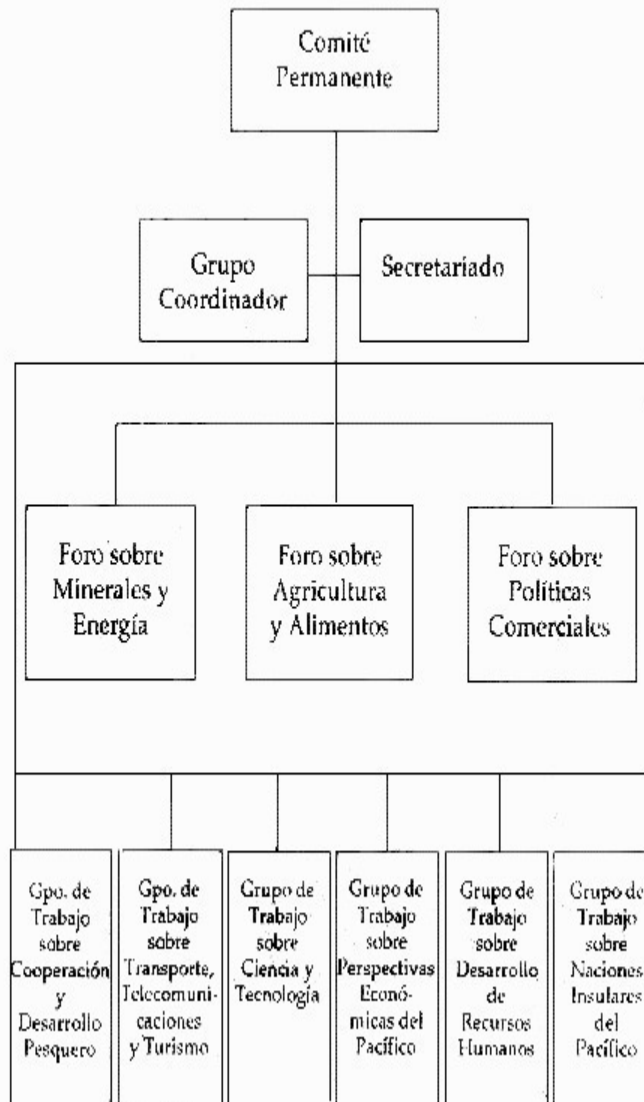 Comité
Permanente
Grupo
Coordinador
Secretariado
Foro sobre
Minerales y
Energía
Foro sobre
Agricultura
y Alimentos
Foro sobre
Políticas
Comerciales
Gpo. de
Trabajo
sobre
Cooperación
y
Desarrollo
Pesquero
Gpo. de
Trabajo
sobre
Transporte,
Telecomuni-
caciones
y Turismo
Grupo de
Trabajo
sobre
Ciencia y
Tecnología
Grupo de
Trabajo
sobre
Perspectivas
Econó-
micas del
Pacífico
Grupo de
Trabajo
sobre
Desarrollo
de
Recursos
Humanos
Grupo de
Trabajo
sobre
Naciones
Insulares
del
Pacífico